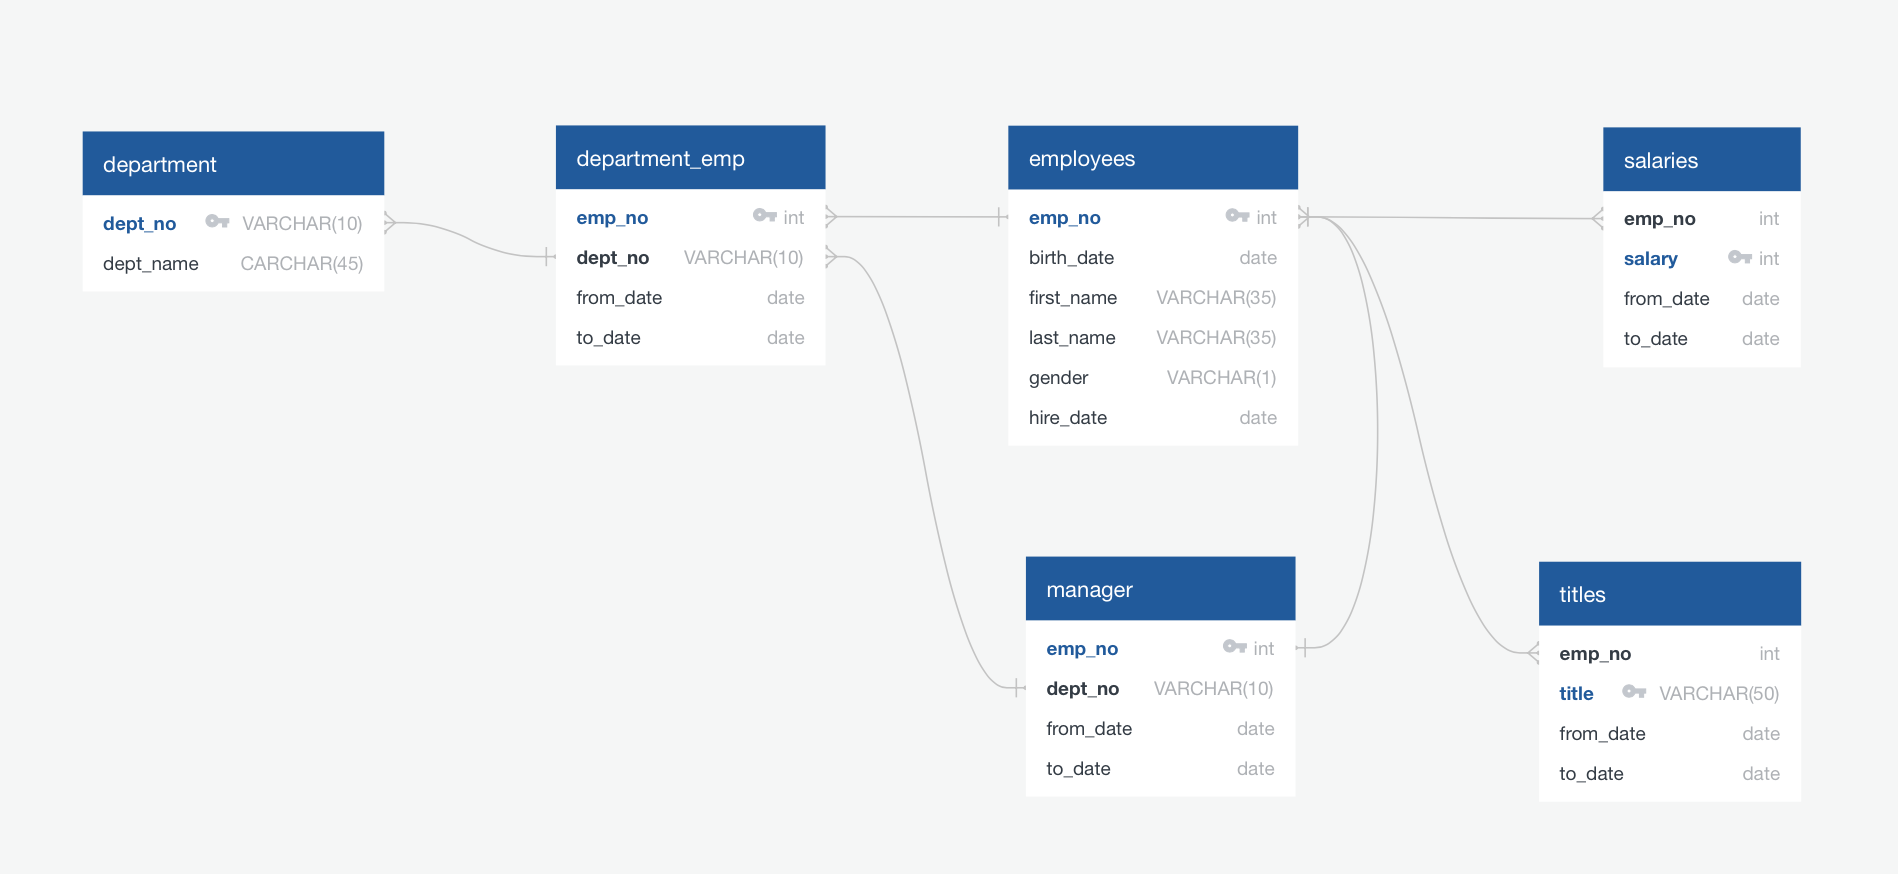 department
dept_no VARCHAR(10)
dept_name CARCHAR(45)
department_emp
emp_no int
dept_no VARCHAR(10)
from_date date
to_date date
employees
emp_no int
birth_date date
first_name VARCHAR(35)
last_name VARCHAR(35)
gender VARCHAR(1)
hire_date date
salaries
emp_no int
salary int
from_date date
to_date date
manager
emp_no int
dept_no VARCHAR(10)
from_date date
to_date date
titles
emp_no int
title VARCHAR(50)
from_date date
to_date date